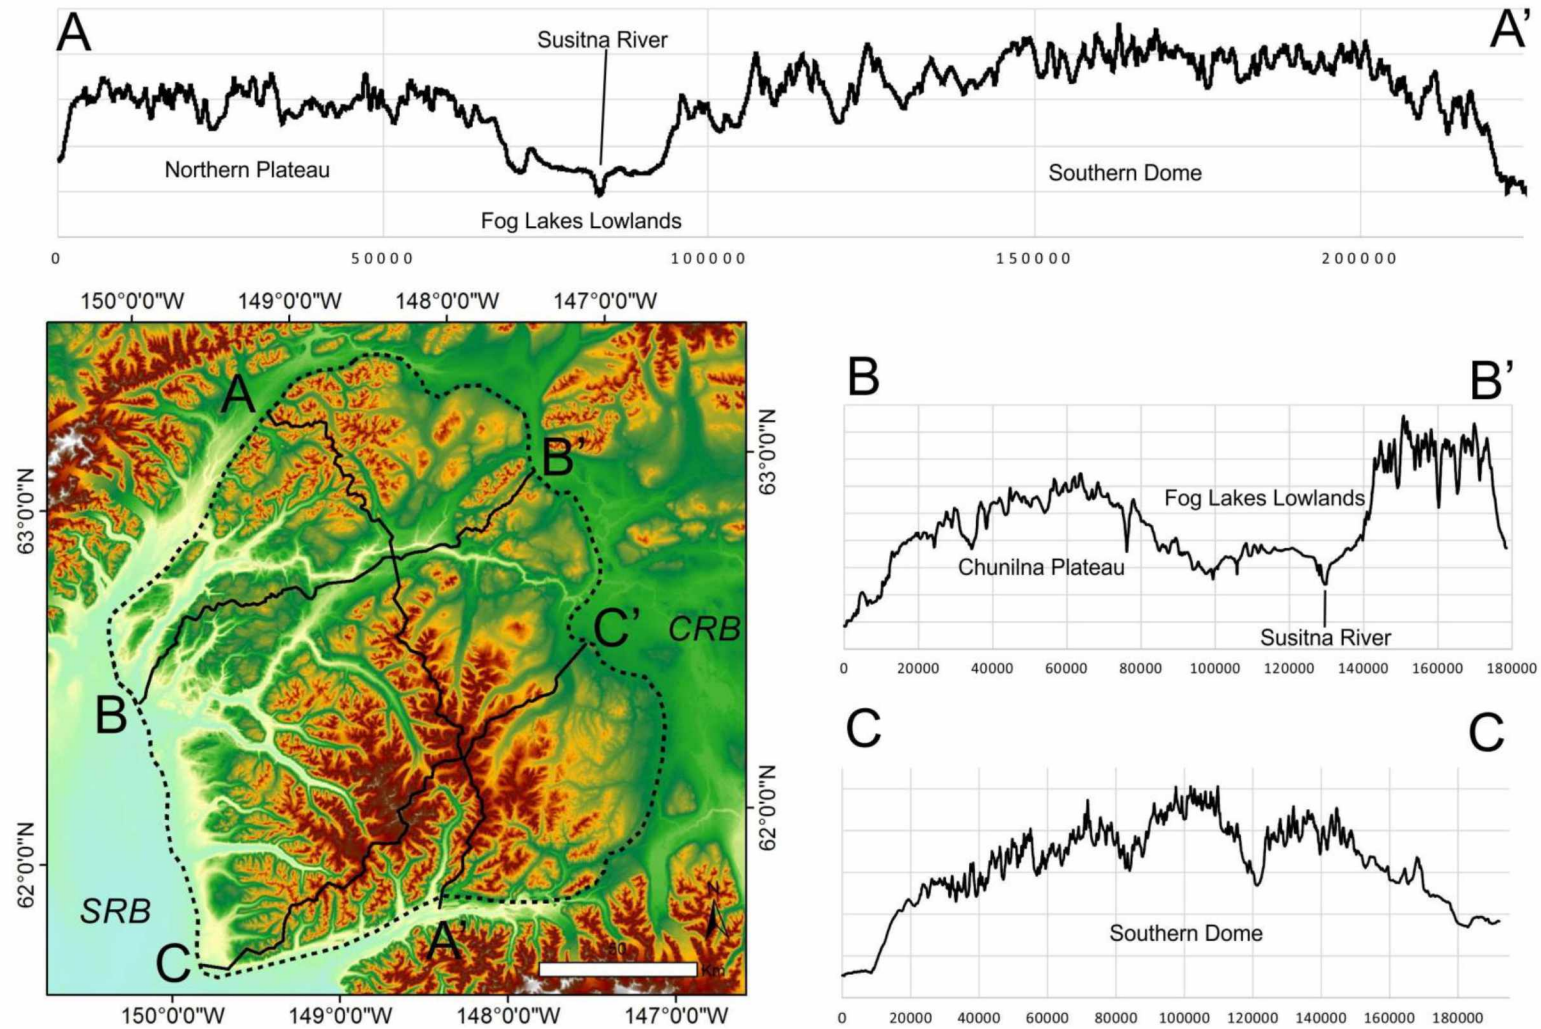 A
A’
Susitna River
Northern Plateau
Southern Dome
Fog Lakes Lowlands
0 50000 100000 150000 200000
150°0'0"W 149°0'0"W 148°0'0"W 147°0'0"W
63°0'0"N
63°0'0"N
62°0'0"N
62°0'0"N
A
B’
C’
CRB
B
SRB
C
A’
N
50
Km
150°0'0"W 149°0'0"W 148°0'0"W 147°0'0"W
B
B’
Fog Lakes Lowlands
Chunilna Plateau
Susitna River
0 20000 40000 60000 80000 100000 120000 140000 160000 180000
C
C
Southern Dome
0 20000 40000 60000 80000 100000 120000 140000 160000 180000